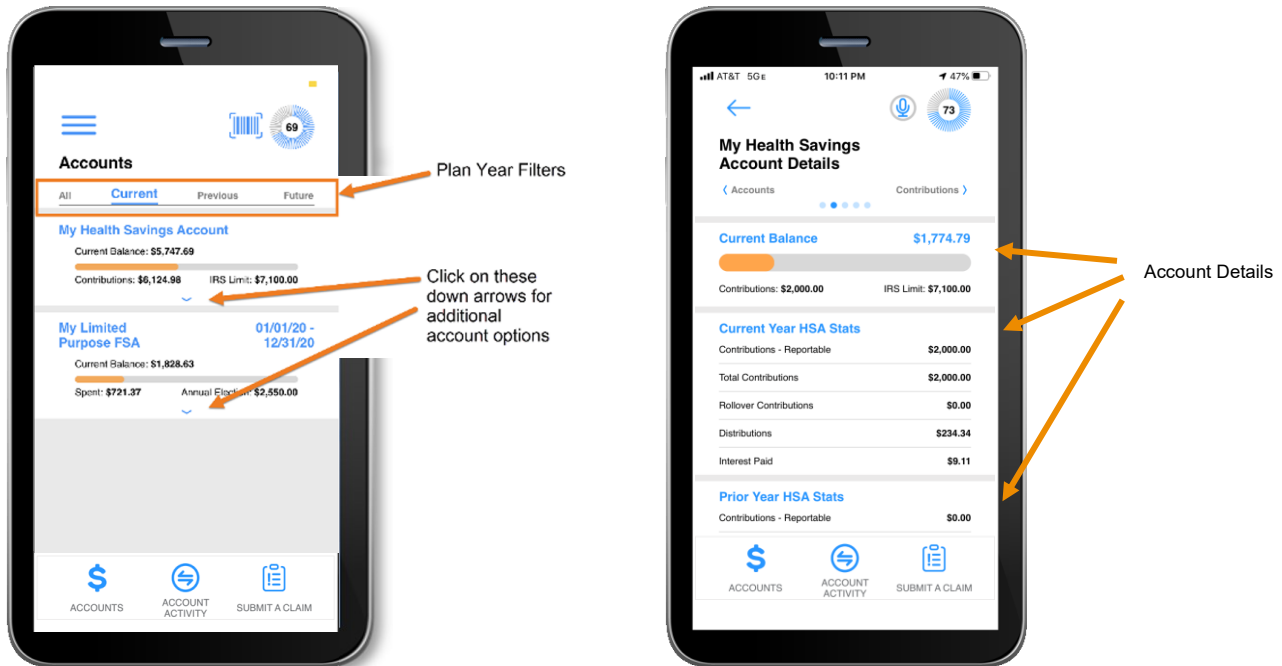 69
Accounts
All Current Previous Future
Plan Year Filters
My Health Savings Account
Current Balance: $5,747.69
Contributions: $6,124.98 IRS Limit: $7,100.00
Click on these
down arrows for
additional
account options
My Limited 01/01/20 -
Purpose FSA 12/31/20
Current Balance: $1,828.63
Spent: $721.37 Annual Election: $2,550.00
ACCOUNTS
ACCOUNT
ACTIVITY
SUBMIT A CLAIM
AT&T 5GE 10:11 PM 47%
73
My Health Savings
Account Details
Accounts Contributions
Current Balance $1,774.79
Contributions: $2,000.00 IRS Limit: $7,100.00
Account Details
Current Year HSA Stats
Contributions - Reportable $2,000.00
Total Contributions $2,000.00
Rollover Contributions $0.00
Distributions $234.34
Interest Paid $9.11
Prior Year HSA Stats
Contributions - Reportable $0.00
ACCOUNTS
ACCOUNT
ACTIVITY
SUBMIT A CLAIM